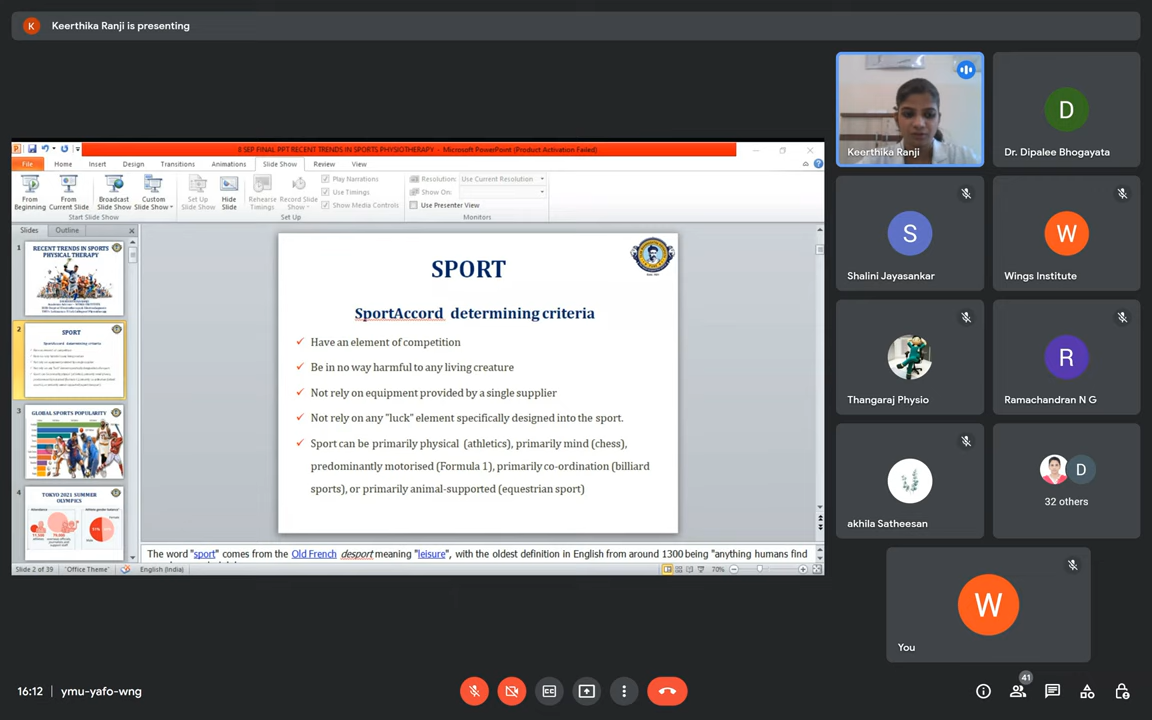 K
Keerthika Ranji is presenting
8 SEP FINAL PPT RECENT TRENDS IN SPORTS PHYSIOTHERAPY - Microsoft PowerPoint (Product Activation Failed)
File Home Insert Design Transitions Animations Slide Show Review View
From Beginning
From Current Slide
Broadcast Slide Show
Custom Slide Show
Set Up Slide Show
Hide Slide
Rehearse Timings
Record Slide Show
Play Narrations
Use Timings
Show Media Controls
Resolution: Use Current Resolution
Show On:
Use Presenter View
Start Slide Show
Set Up
Monitors
Slides Outline
1
RECENT TRENDS IN SPORTS
PHYSICAL THERAPY
2
SPORT
3
GLOBAL SPORTS POPULARITY
4
TOKYO 2021 SUMMER
OLYMPICS
SPORT
SportAccord determining criteria
Have an element of competition
Be in no way harmful to any living creature
Not rely on equipment provided by a single supplier
Not rely on any "luck" element specifically designed into the sport.
Sport can be primarily physical (athletics), primarily mind (chess),
predominantly motorised (Formula 1), primarily co-ordination (billiard
sports), or primarily animal-supported (equestrian sport)
The word "sport" comes from the Old French desport meaning "leisure", with the oldest definition in English from around 1300 being "anything humans find
Slide 2 of 39 "Office Theme" English (India) 70%
Keerthika Ranji
D
Dr. Dipalee Bhogayata
S
Shalini Jayasankar
W
Wings Institute
Thangaraj Physio
R
Ramachandran N G
akhila Satheesan
D
32 others
W
You
16:12 ymu-yafo-wng
41